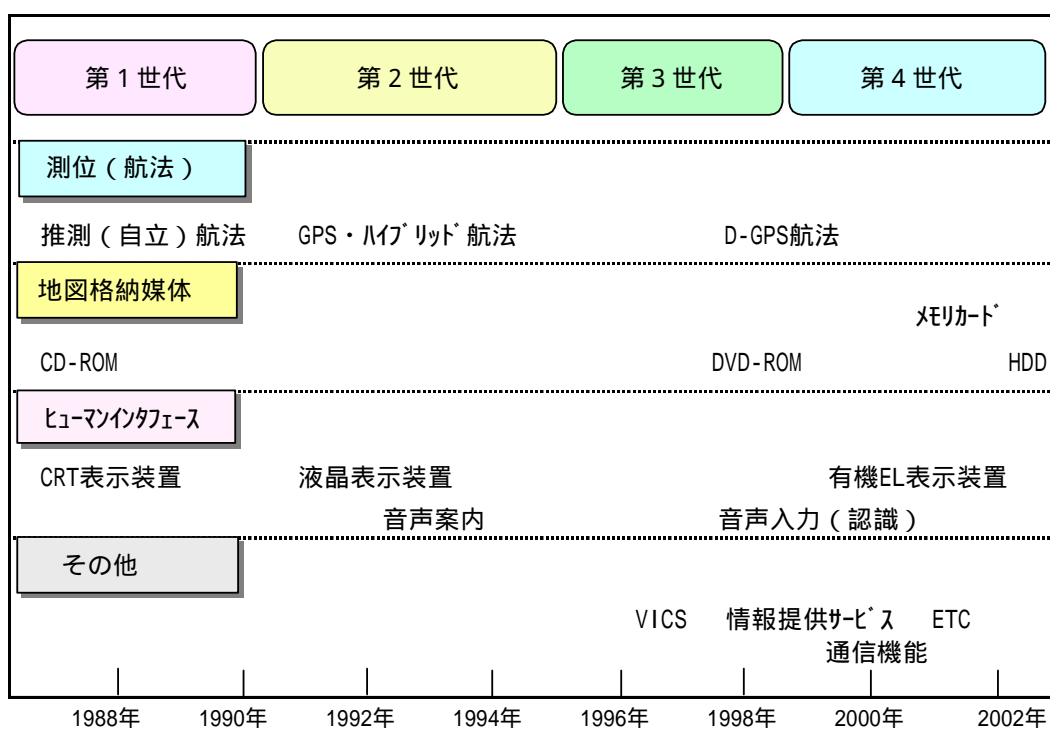 第１世代 第２世代 第３世代 第４世代
測位（航法）
推測（自立）航法 GPS・ﾊｲﾌﾞﾘｯﾄﾞ航法 D-GPS航法
地図格納媒体
ﾒﾓﾘｶｰﾄﾞ
CD-ROM DVD-ROM HDD
ﾋｭｰﾏﾝｲﾝﾀﾌｪｰｽ
CRT表示装置 液晶表示装置 有機EL表示装置
音声案内 音声入力（認識）
その他
VICS 情報提供ｻｰﾋﾞｽ ETC
通信機能
1988年 1990年 1992年 1994年 1996年 1998年 2000年 2002年